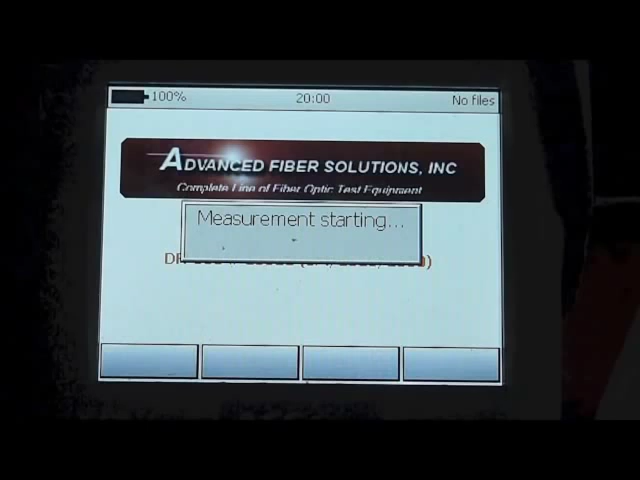 100%
20:00
No files
ADVANCED FIBER SOLUTIONS, INC
Complete Line of Fiber Optic Test Equipment
Measurement starting...